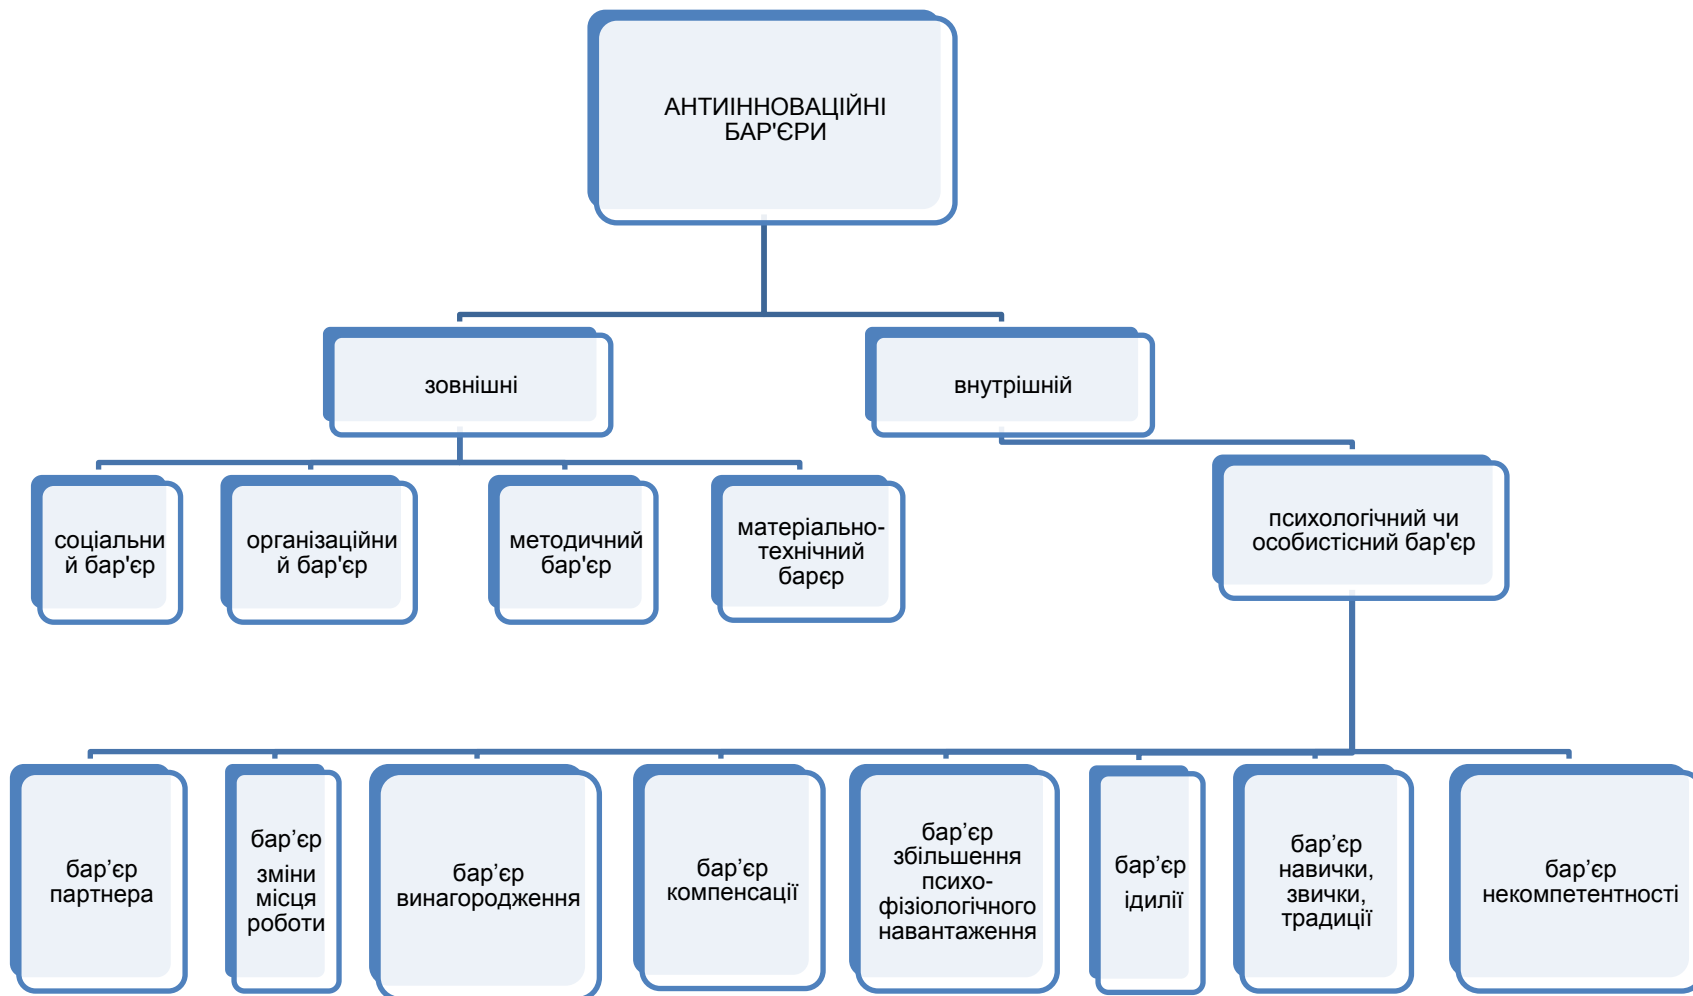 АНТИІННОВАЦІЙНІ
БАР'ЄРИ
зовнішні
внутрішній
соціальни
й бар'єр
організаційни
й бар'єр
методичний
бар'єр
матеріально-
технічний
барєр
психологічний чи
особистісний бар'єр
бар’єр
партнера
бар’єр
зміни
місця
роботи
бар’єр
винагородження
бар’єр
компенсації
бар’єр
збільшення
психо-
фізіологічного
навантаження
бар’єр
ідилії
бар’єр
навички,
звички,
традиції
бар’єр
некомпетентності